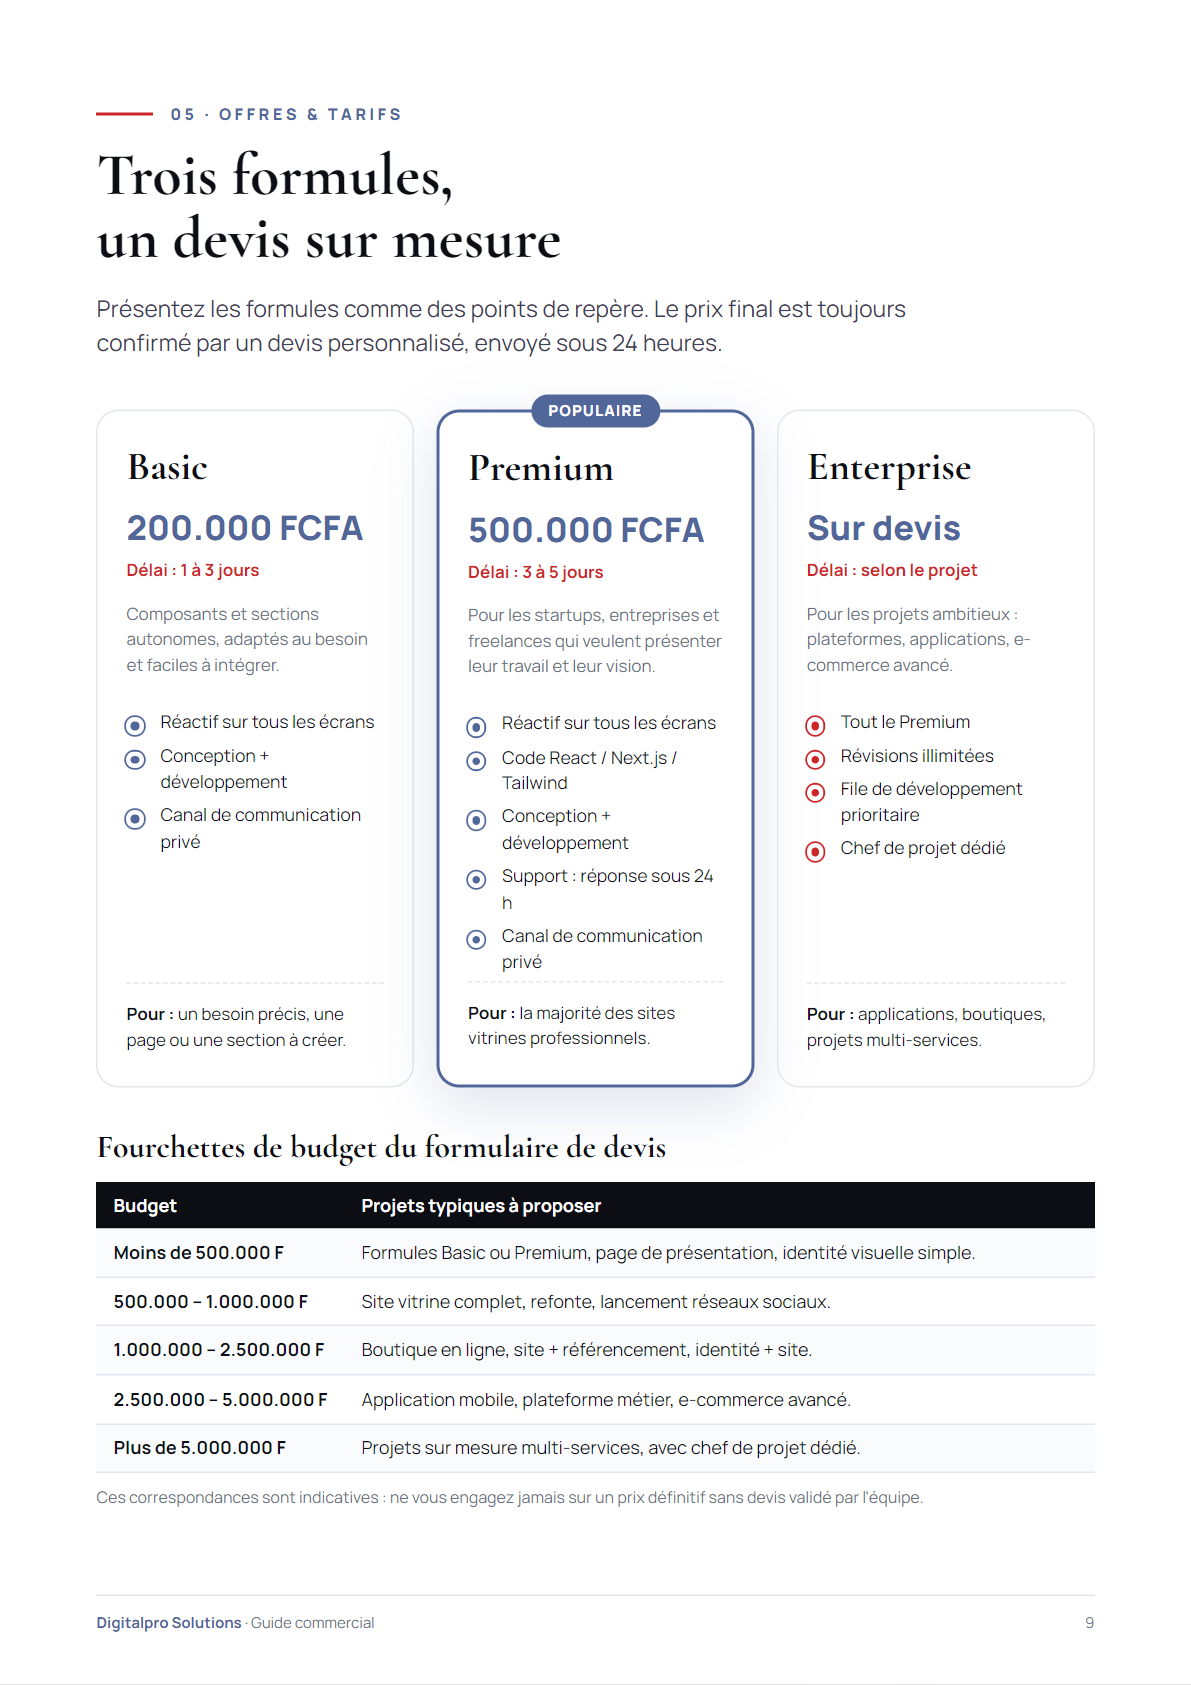 05 · OFFRES & TARIFS
Trois formules,
un devis sur mesure
Présentez les formules comme des points de repère. Le prix final est toujours
confirmé par un devis personnalisé, envoyé sous 24 heures.
Basic
200.000 FCFA
Délai : 1 à 3 jours
Composants et sections
autonomes, adaptés au besoin
et faciles à intégrer.
Réactif sur tous les écrans
Conception +
développement
Canal de communication
privé
Pour : un besoin précis, une
page ou une section à créer.
POPULAIRE
Premium
500.000 FCFA
Délai : 3 à 5 jours
Pour les startups, entreprises et
freelances qui veulent présenter
leur travail et leur vision.
Réactif sur tous les écrans
Code React / Next.js /
Tailwind
Conception +
développement
Support : réponse sous 24
h
Canal de communication
privé
Pour : la majorité des sites
vitrines professionnels.
Enterprise
Sur devis
Délai : selon le projet
Pour les projets ambitieux :
plateformes, applications, e-
commerce avancé.
Tout le Premium
Révisions illimitées
File de développement
prioritaire
Chef de projet dédié
Pour : applications, boutiques,
projets multi-services.
Fourchettes de budget du formulaire de devis
Budget Projets typiques à proposer
Moins de 500.000 F Formules Basic ou Premium, page de présentation, identité visuelle simple.
500.000 – 1.000.000 F Site vitrine complet, refonte, lancement réseaux sociaux.
1.000.000 – 2.500.000 F Boutique en ligne, site + référencement, identité + site.
2.500.000 – 5.000.000 F Application mobile, plateforme métier, e-commerce avancé.
Plus de 5.000.000 F Projets sur mesure multi-services, avec chef de projet dédié.
Ces correspondances sont indicatives : ne vous engagez jamais sur un prix définitif sans devis validé par l'équipe.
Digitalpro Solutions · Guide commercial 9